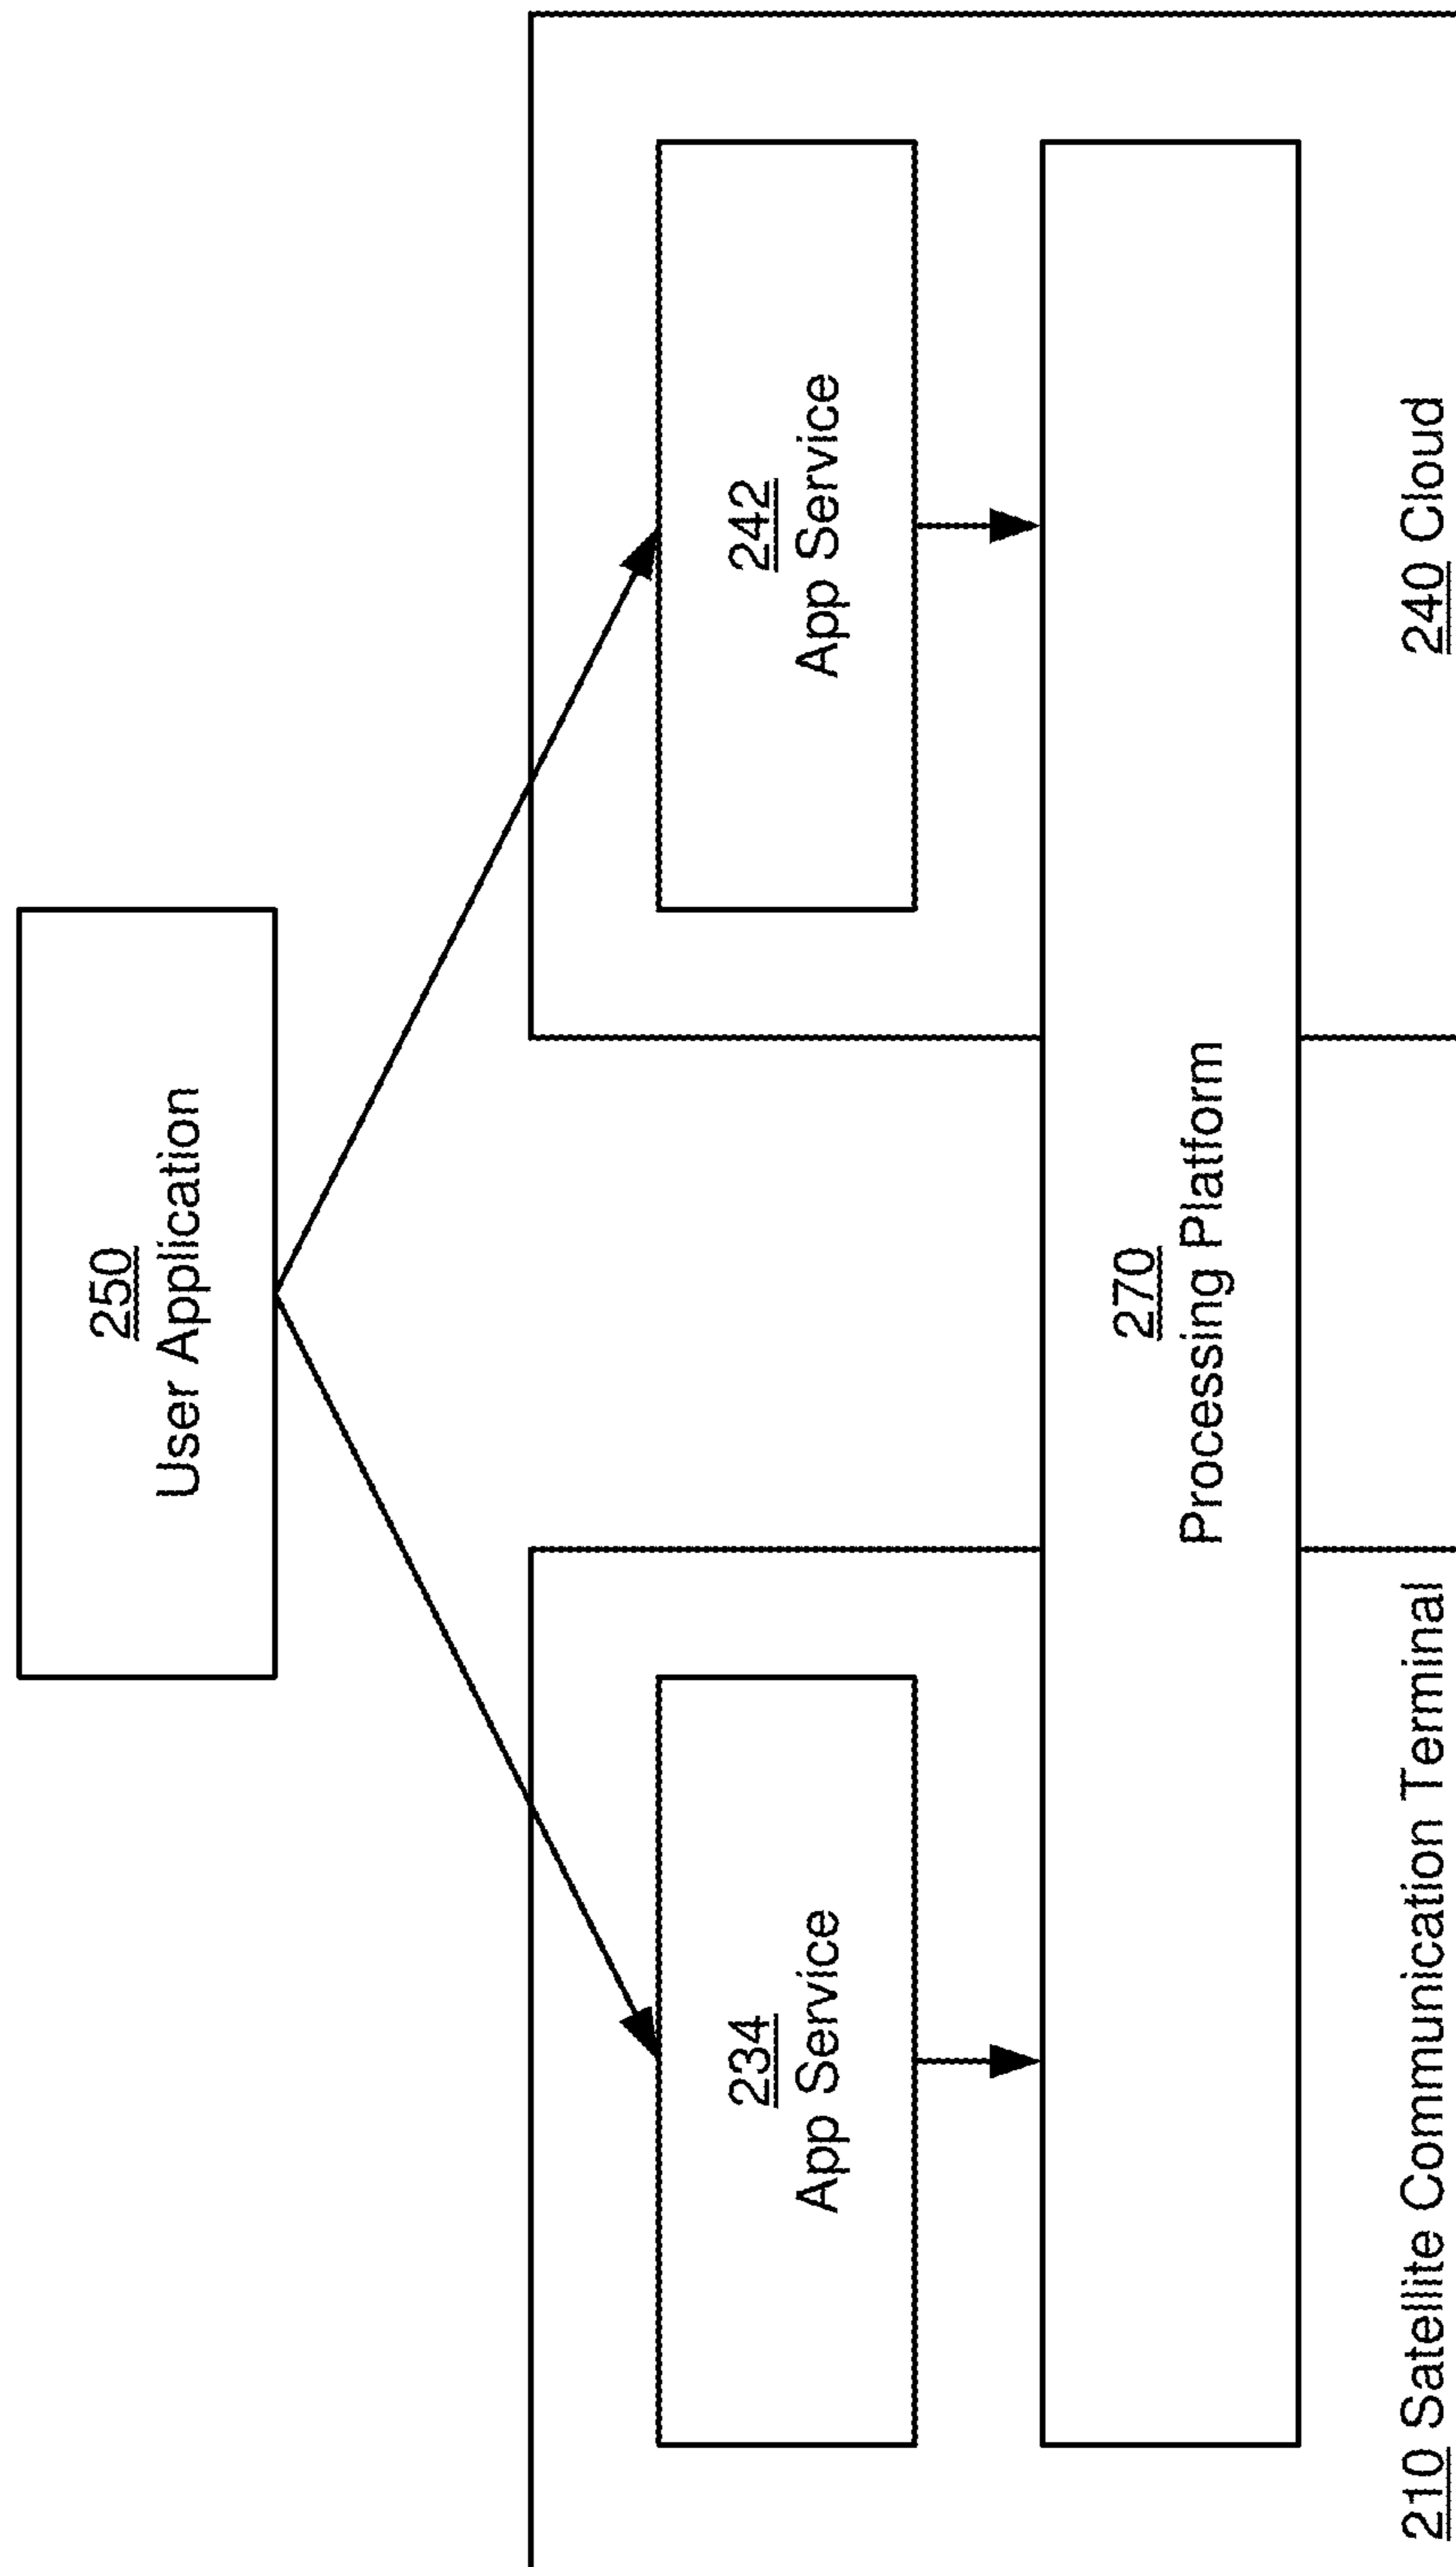 250
User Application
234
App Service
242
App Service
270
Processing Platform
210 Satellite Communication Terminal
240 Cloud